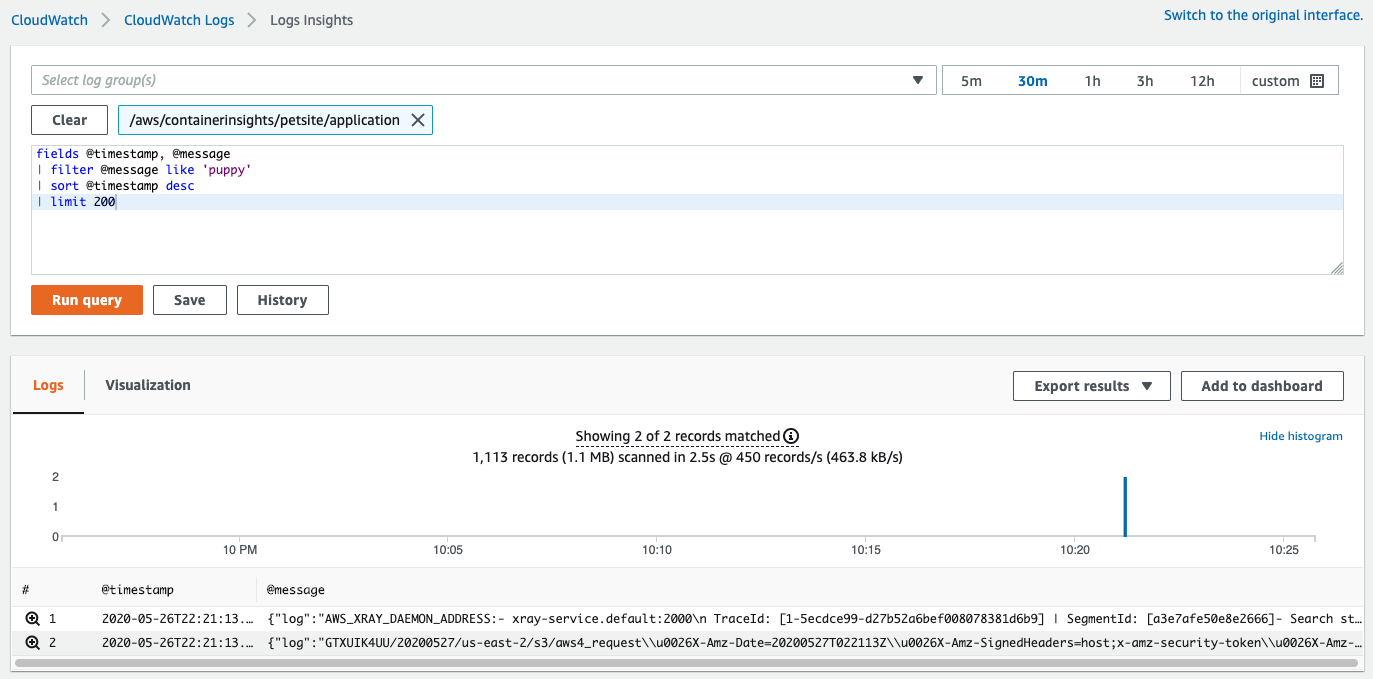 CloudWatch > CloudWatch Logs > Logs Insights
Switch to the original interface.
Select log group(s)
5m 30m 1h 3h 12h custom
Clear /aws/containerinsights/petsite/application
fields @timestamp, @message
| filter @message like 'puppy'
| sort @timestamp desc
| limit 200
Run query Save History
Logs Visualization
Export results Add to dashboard
Showing 2 of 2 records matched
Hide histogram
1,113 records (1.1 MB) scanned in 2.5s @ 450 records/s (463.8 kB/s)
2
1
0
10 PM 10:05 10:10 10:15 10:20 10:25
# @timestamp @message
1 2020-05-26T22:21:13.... {"log":"AWS_XRAY_DAEMON_ADDRESS:- xray-service.default:2000\n TraceId: [1-5ecdce99-d27b52a6bef008078381d6b9] | SegmentId: [a3e7afe50e8e2666]- Search st...
2 2020-05-26T22:21:13.... {"log":"GTXUIK4UU/20200527/us-east-2/s3/aws4_request\\u0026X-Amz-Date=20200527T022113Z\\u0026X-Amz-SignedHeaders=host;x-amz-security-token\\u0026X-Amz-...